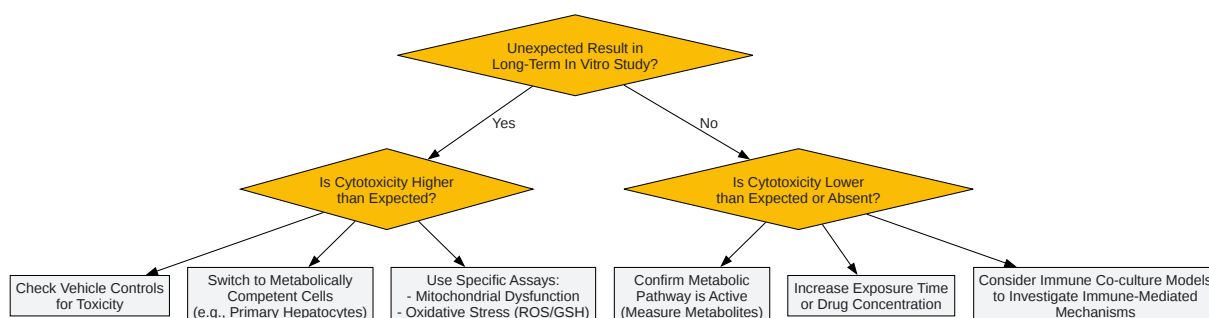 Unexpected Result in
Long-Term In Vitro Study?
Yes
No
Is Cytotoxicity Higher
than Expected?
Is Cytotoxicity Lower
than Expected or Absent?
Check Vehicle Controls
for Toxicity
Switch to Metabolically
Competent Cells
(e.g., Primary Hepatocytes)
Use Specific Assays:
- Mitochondrial Dysfunction
- Oxidative Stress (ROS/GSH)
Confirm Metabolic
Pathway is Active
(Measure Metabolites)
Increase Exposure Time
or Drug Concentration
Consider Immune Co-culture Models
to Investigate Immune-Mediated
Mechanisms